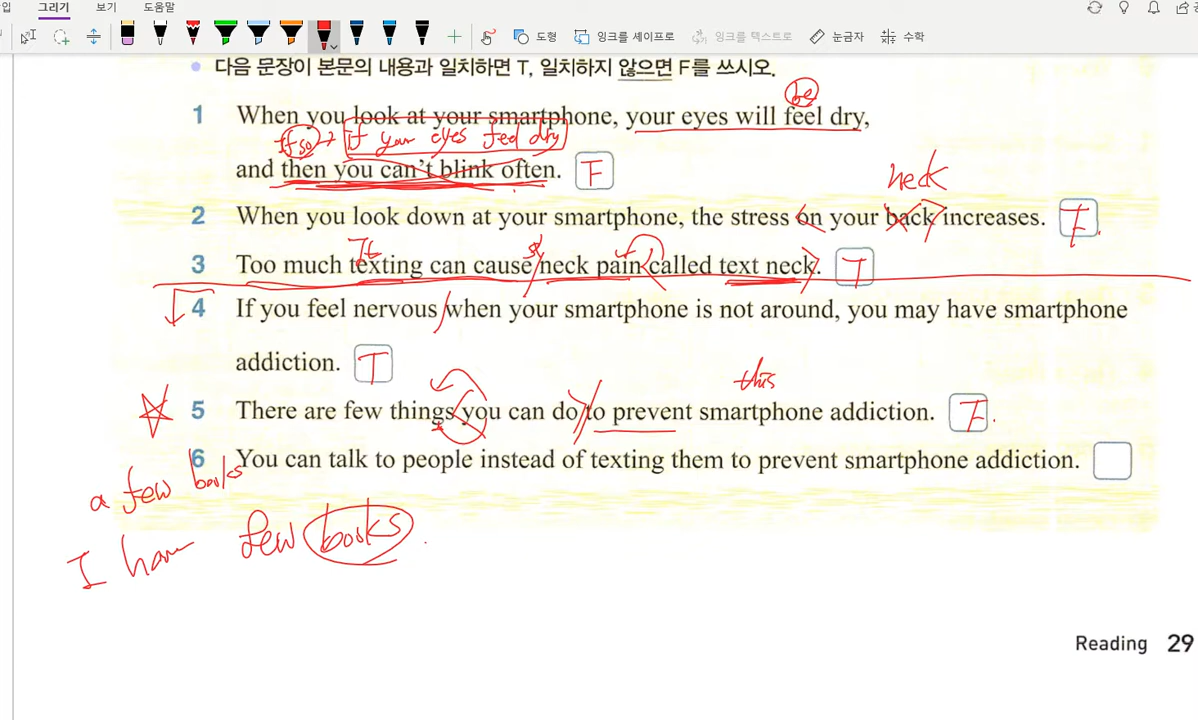 입 그리기 보기 도움말
도형 잉크를 셰이프로 잉크를 텍스트로 눈금자 수학
• 다음 문장이 본문의 내용과 일치하면 T, 일치하지 않으면 F를 쓰시오.
be
1 When you look at your smartphone, your eyes will feel dry,
If so → If your eyes feel dry
and then you can't blink often. F
neck
2 When you look down at your smartphone, the stress on your back increases. F
It
3 Too much texting can cause neck pain called text neck. T
4 If you feel nervous when your smartphone is not around, you may have smartphone
addiction. T
this
5 There are few things you can do to prevent smartphone addiction. F
6 You can talk to people instead of texting them to prevent smartphone addiction.
a few books
I have few books.
Reading 29